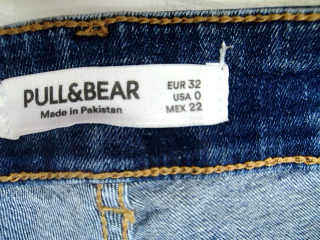 PULL&BEAR
Made in Pakistan
EUR 32
USA 0
MEX 22